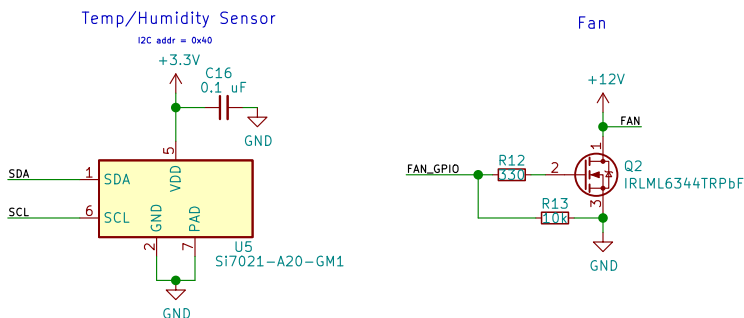 Temp/Humidity Sensor
I2C addr = 0x40
+3.3V
C16
0.1 uF
GND
5
VDD
SDA
1
SDA
SCL
6
SCL
GND
PAD
2
7
U5
Si7021-A20-GM1
GND
Fan
+12V
FAN
1
FAN_GPIO
R12
330
2
Q2
IRLML6344TRPbF
3
R13
10k
GND